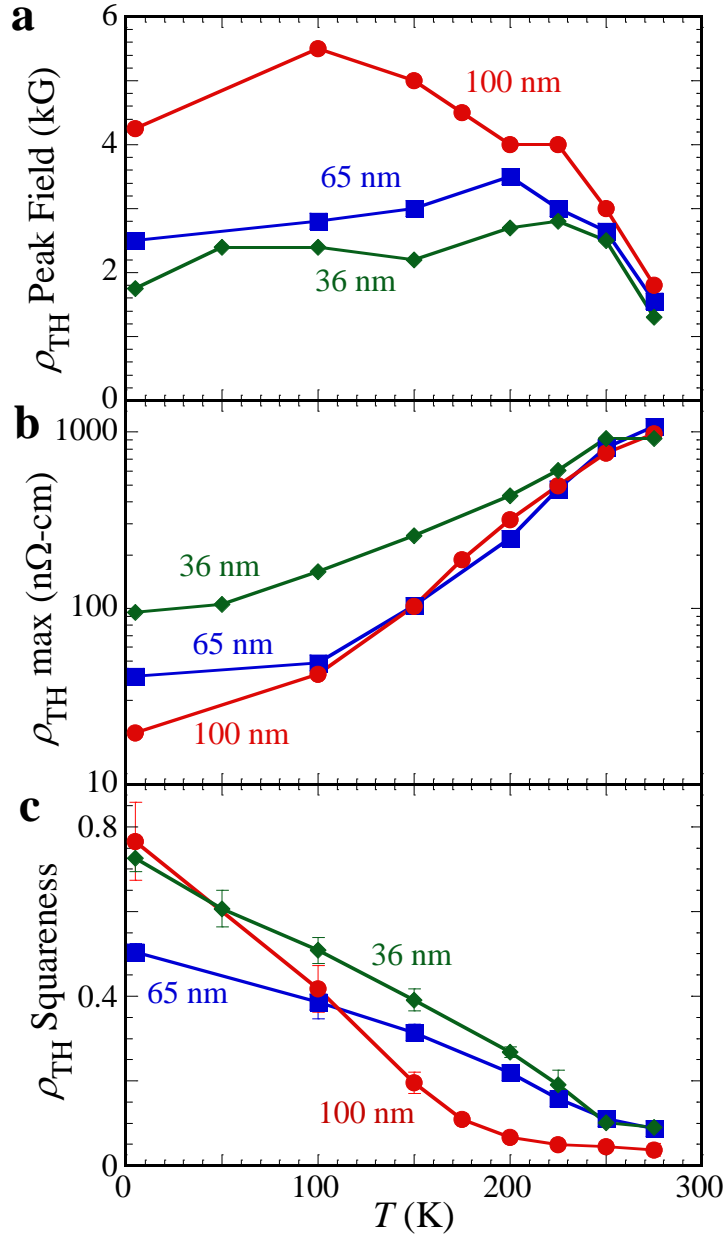 a
6
4
2
0
ρTH Peak Field (kG)
100 nm
65 nm
36 nm
b
1000
100
10
ρTH max (nΩ-cm)
36 nm
65 nm
100 nm
c
0.8
0.4
0
ρTH Squareness
36 nm
65 nm
100 nm
0 100 200 300
T (K)